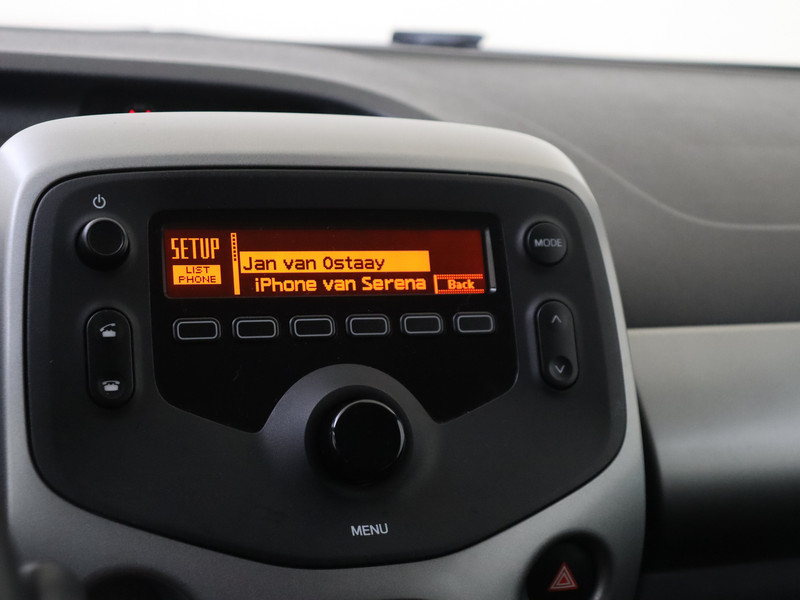 SETUP
LIST
PHONE
Jan van Ostaay
iPhone van Serena
Back
MODE
MENU